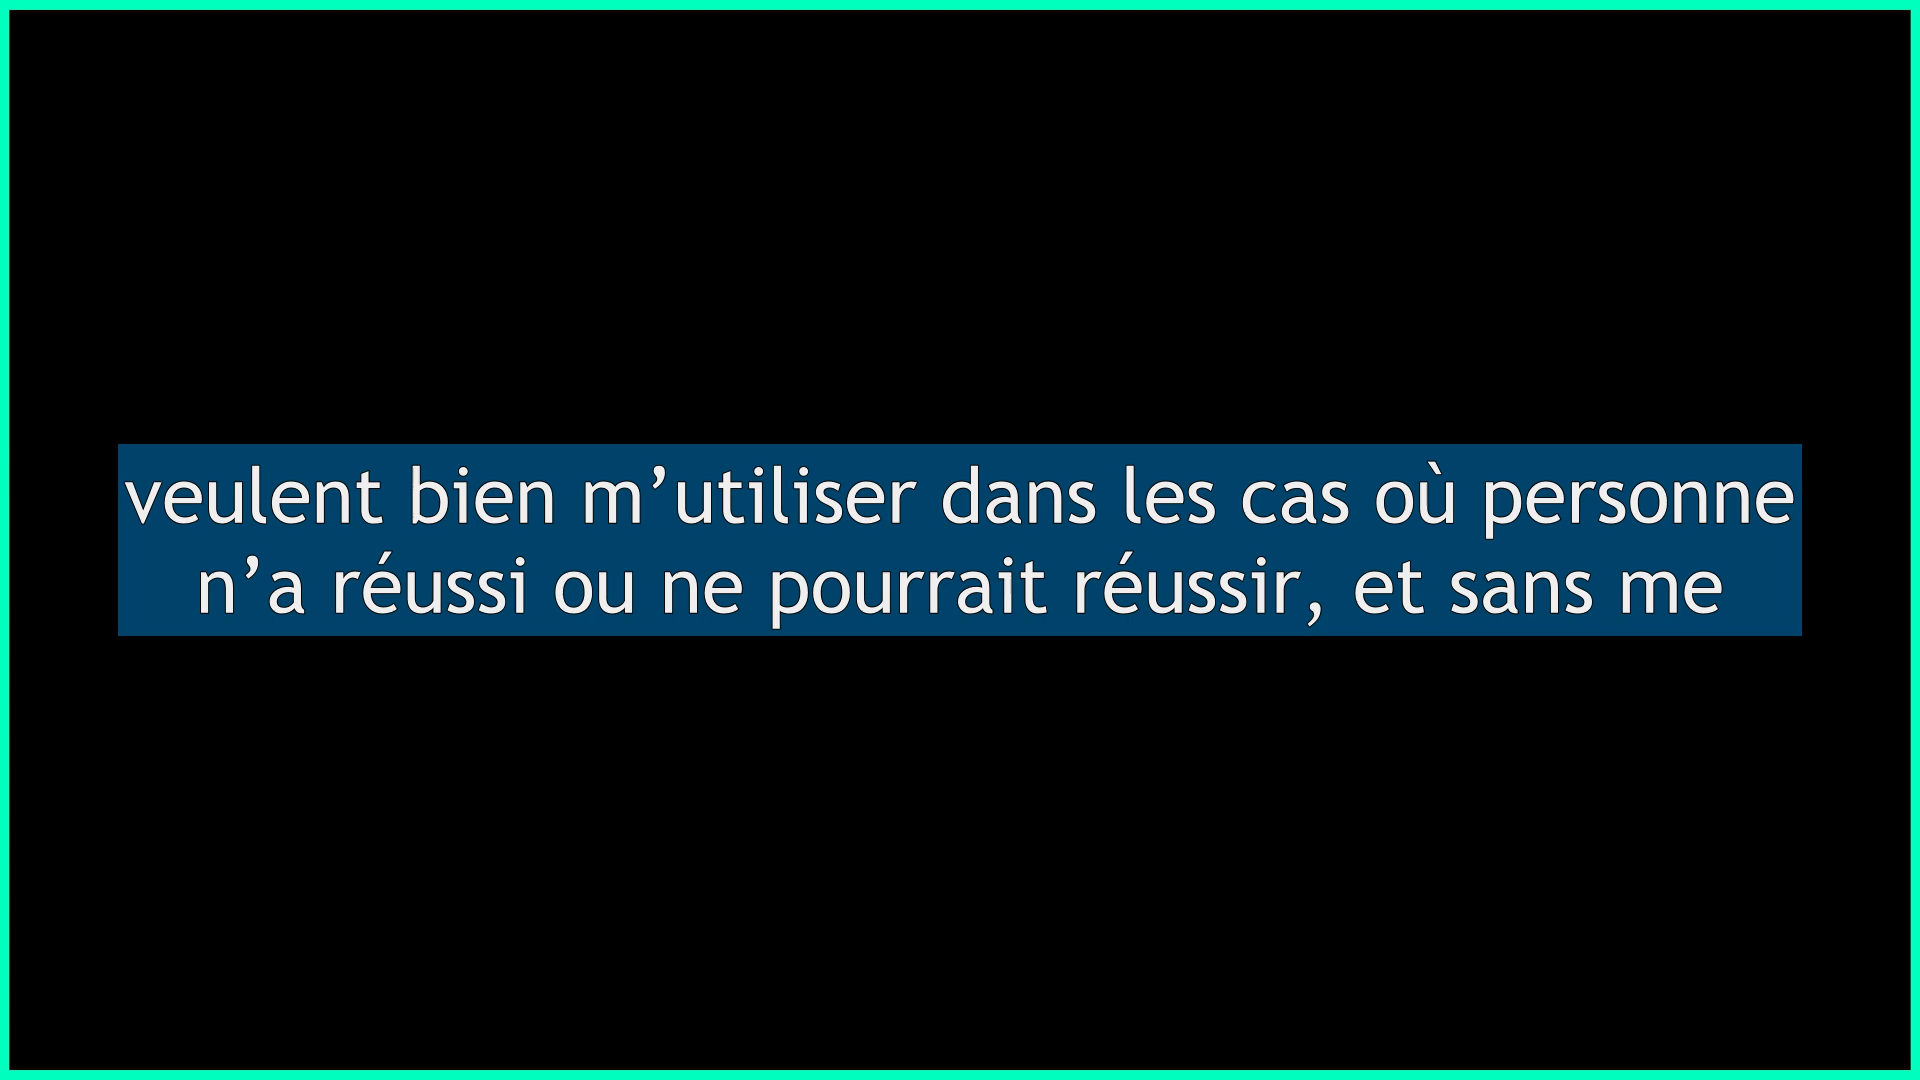 veulent bien m’utiliser dans les cas où personne
n’a réussi ou ne pourrait réussir, et sans me